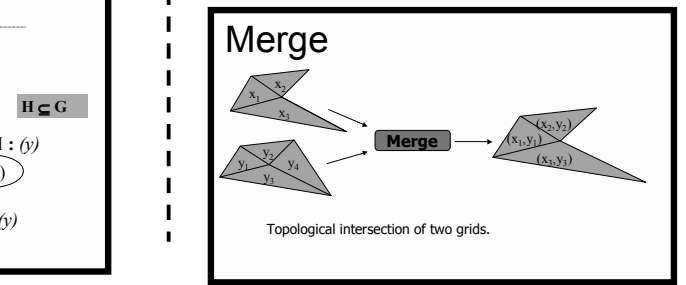 H ⊆ G
: (y)
)
(y)
Merge
x₁
x₂
x₃
y₁
y₂
y₃
y₄
Merge
(x₂,y₂)
(x₁,y₁)
(x₃,y₃)
Topological intersection of two grids.